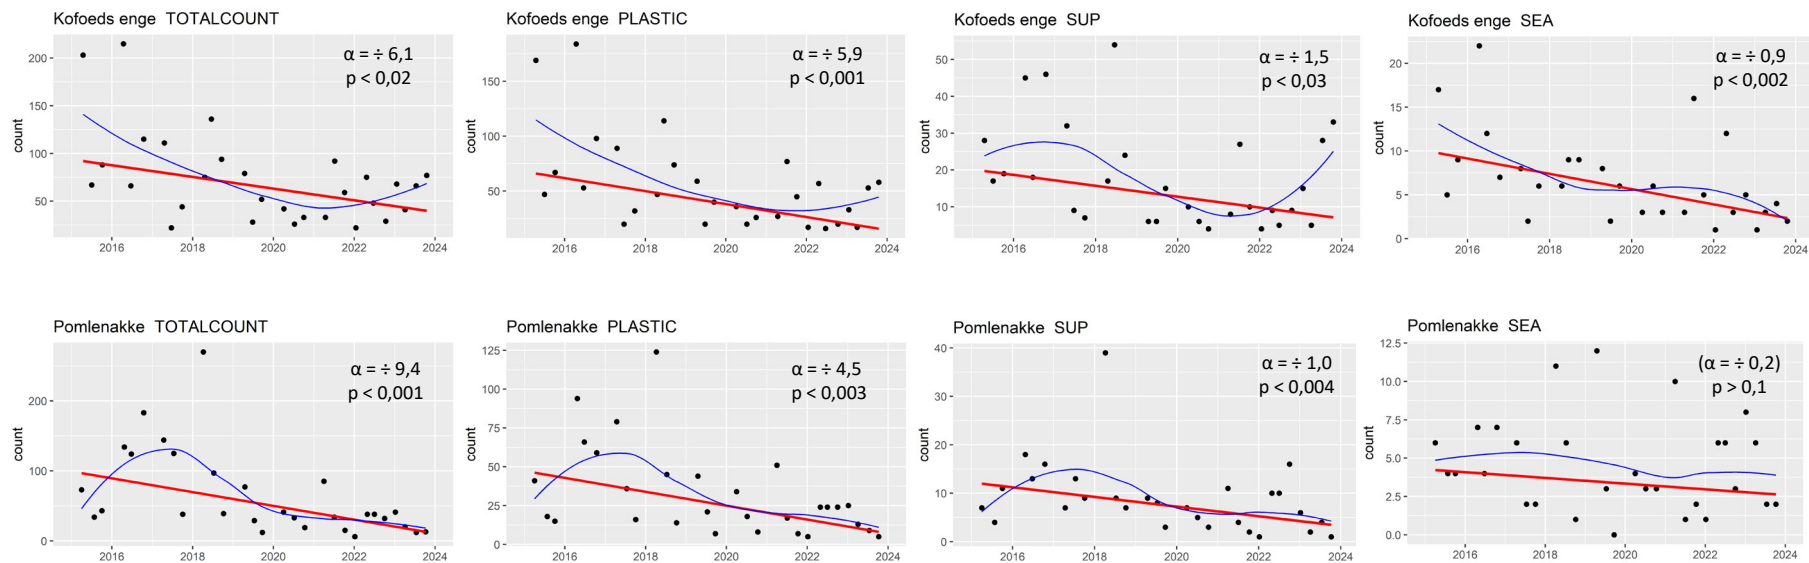 Kofoeds enge  TOTALCOUNT
α = ÷ 6,1
p < 0,02
count
200
150
100
50
2016 2018 2020 2022 2024
Kofoeds enge  PLASTIC
α = ÷ 5,9
p < 0,001
count
150
100
50
2016 2018 2020 2022 2024
Kofoeds enge  SUP
α = ÷ 1,5
p < 0,03
count
50
40
30
20
10
2016 2018 2020 2022 2024
Kofoeds enge  SEA
α = ÷ 0,9
p < 0,002
count
20
15
10
5
0
2016 2018 2020 2022 2024
Pomlenakke  TOTALCOUNT
α = ÷ 9,4
p < 0,001
count
200
100
0
2016 2018 2020 2022 2024
Pomlenakke  PLASTIC
α = ÷ 4,5
p < 0,003
count
125
100
75
50
25
0
2016 2018 2020 2022 2024
Pomlenakke  SUP
α = ÷ 1,0
p < 0,004
count
40
30
20
10
0
2016 2018 2020 2022 2024
Pomlenakke  SEA
(α = ÷ 0,2)
p > 0,1
count
12.5
10.0
7.5
5.0
2.5
0.0
2016 2018 2020 2022 2024